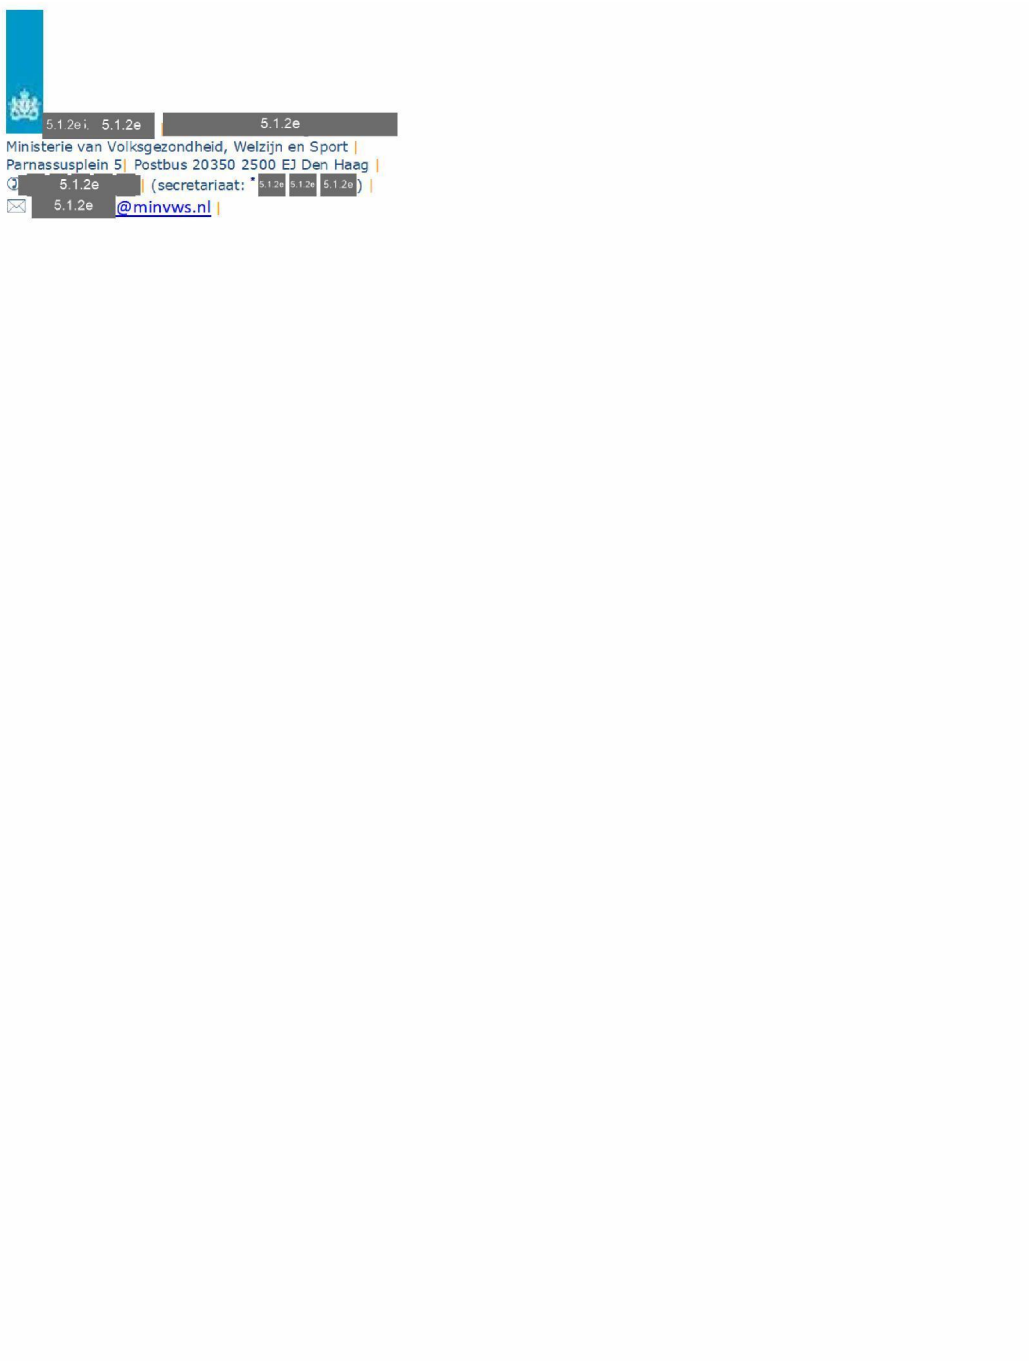 5.1.2e 5.1.2e | 5.1.2e
Ministerie van Volksgezondheid, Welzijn en Sport |
Parnassusplein 5| Postbus 20350 2500 EJ Den Haag |
5.1.2e | (secretariaat: 5.1.2e 5.1.2e 5.1.2e) |
5.1.2e @minvws.nl |